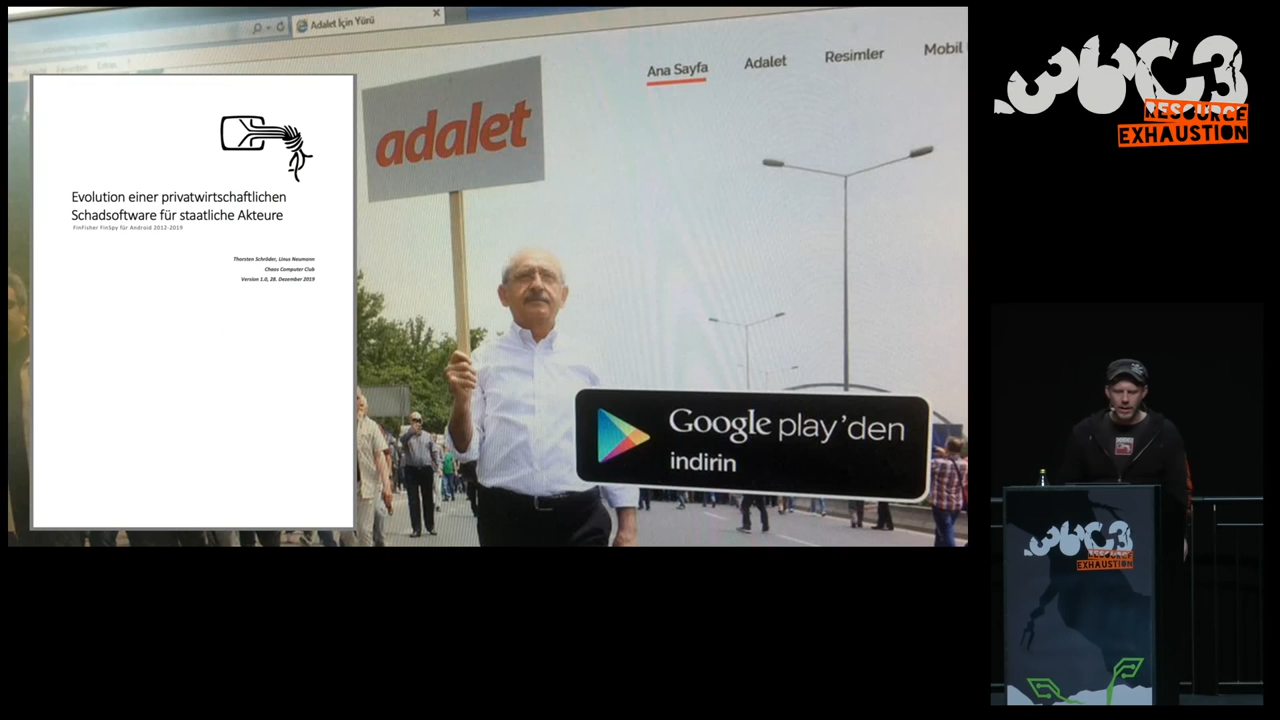 Adalet İçin Yürü
Ana Sayfa
Adalet
Resimler
Mobil
adalet
Google play'den
indirin
Evolution einer privatwirtschaftlichen
Schadsoftware für staatliche Akteure
FinFisher FinSpy für Android 2012-2019
Thorsten Schröder, Linus Neumann
Chaos Computer Club
Version 1.0, 28. Dezember 2019
36C3
RESOURCE
EXHAUSTION
36C3
RESOURCE
EXHAUSTION